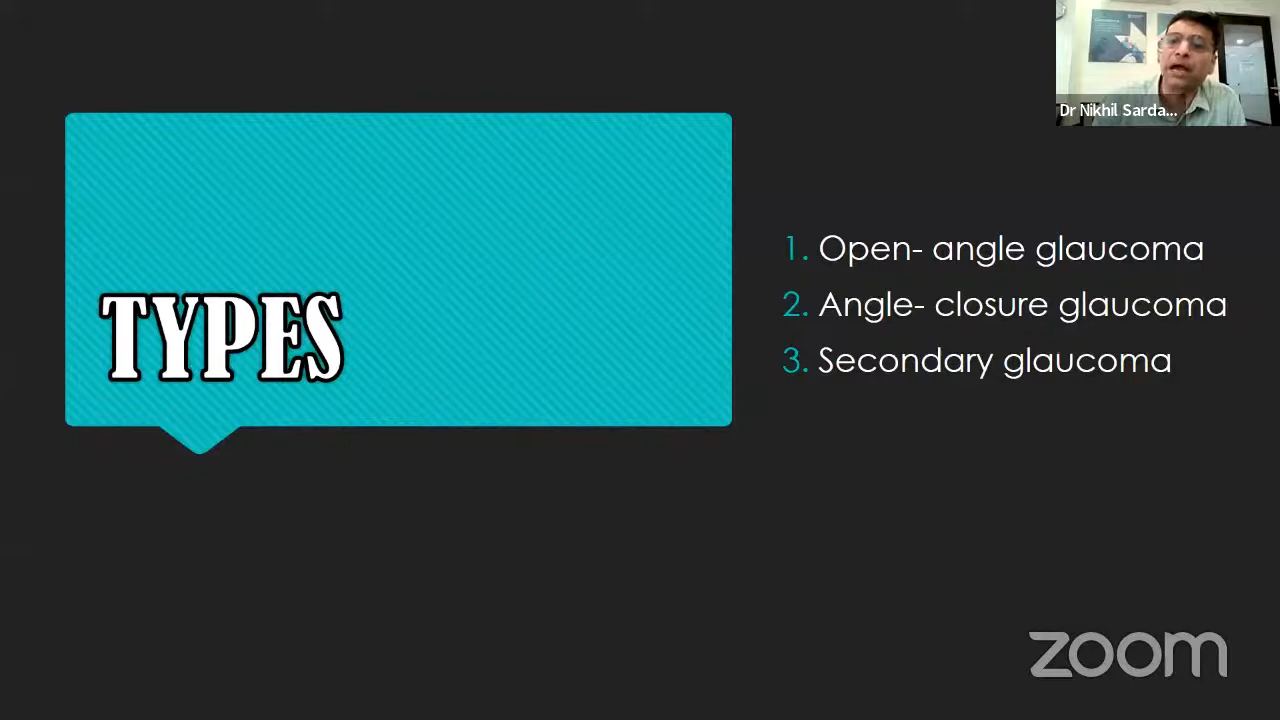 Dr Nikhil Sarda...
TYPES
1. Open- angle glaucoma
2. Angle- closure glaucoma
3. Secondary glaucoma
zoom